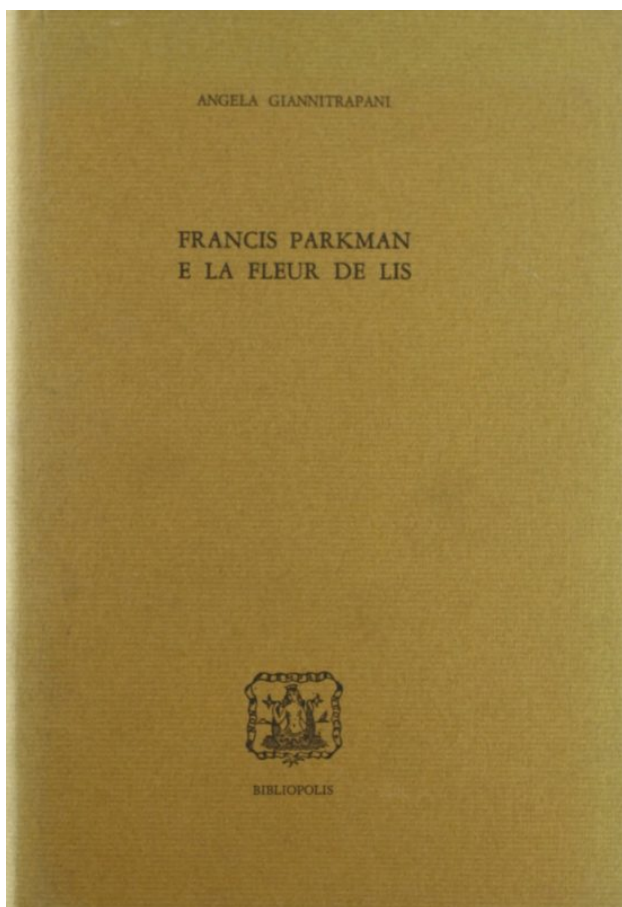 ANGELA GIANNITRAPANI
FRANCIS PARKMAN
E LA FLEUR DE LIS
BIBLIOPOLIS